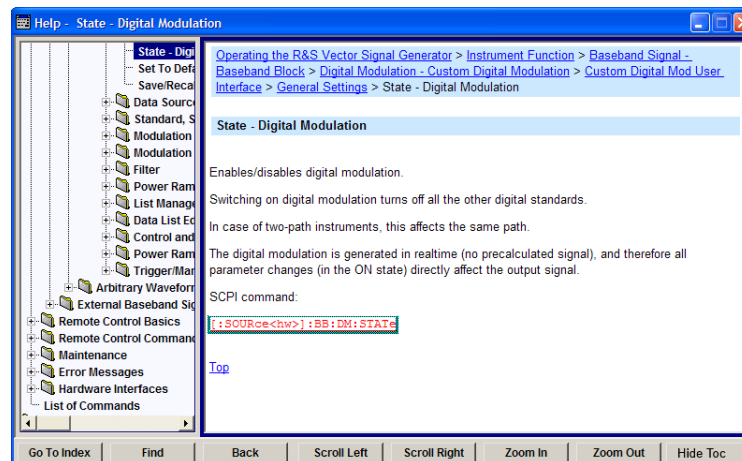 Help - State - Digital Modulation
State - Digi
Set To Defa
Save/Recal
Data Source
Standard, S
Modulation
Modulation
Filter
Power Ram
List Manage
Data List Ed
Control and
Power Ram
Trigger/Mar
Arbitrary Waveform
External Baseband Sig
Remote Control Basics
Remote Control Command
Maintenance
Error Messages
Hardware Interfaces
List of Commands
Operating the R&S Vector Signal Generator > Instrument Function > Baseband Signal -
Baseband Block > Digital Modulation - Custom Digital Modulation > Custom Digital Mod User
Interface > General Settings > State - Digital Modulation
State - Digital Modulation
Enables/disables digital modulation.
Switching on digital modulation turns off all the other digital standards.
In case of two-path instruments, this affects the same path.
The digital modulation is generated in realtime (no precalculated signal), and therefore all
parameter changes (in the ON state) directly affect the output signal.
SCPI command:
[:SOURce<hw>]:BB:DM:STATe
Top
Go To Index
Find
Back
Scroll Left
Scroll Right
Zoom In
Zoom Out
Hide Toc